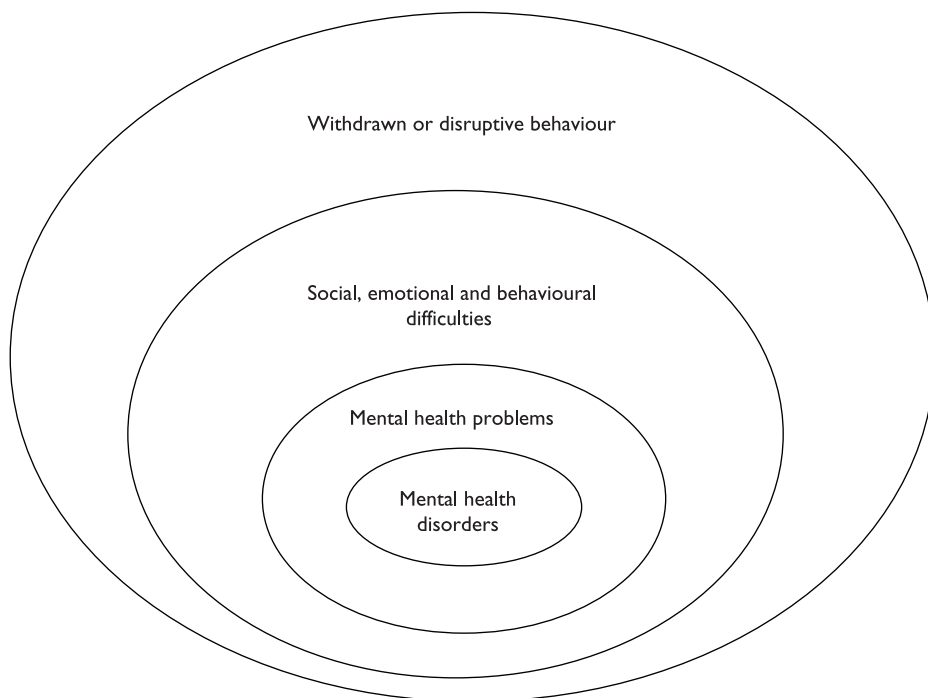 Withdrawn or disruptive behaviour
Social, emotional and behavioural
difficulties
Mental health problems
Mental health
disorders